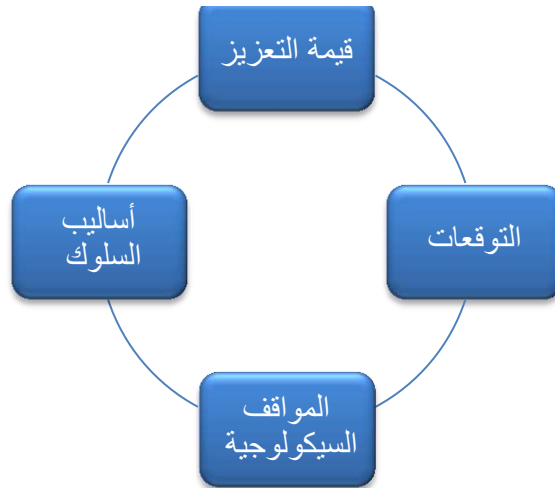 قيمة التعزيز
التوقعات
أساليب
السلوك
المواقف
السيكولوجية